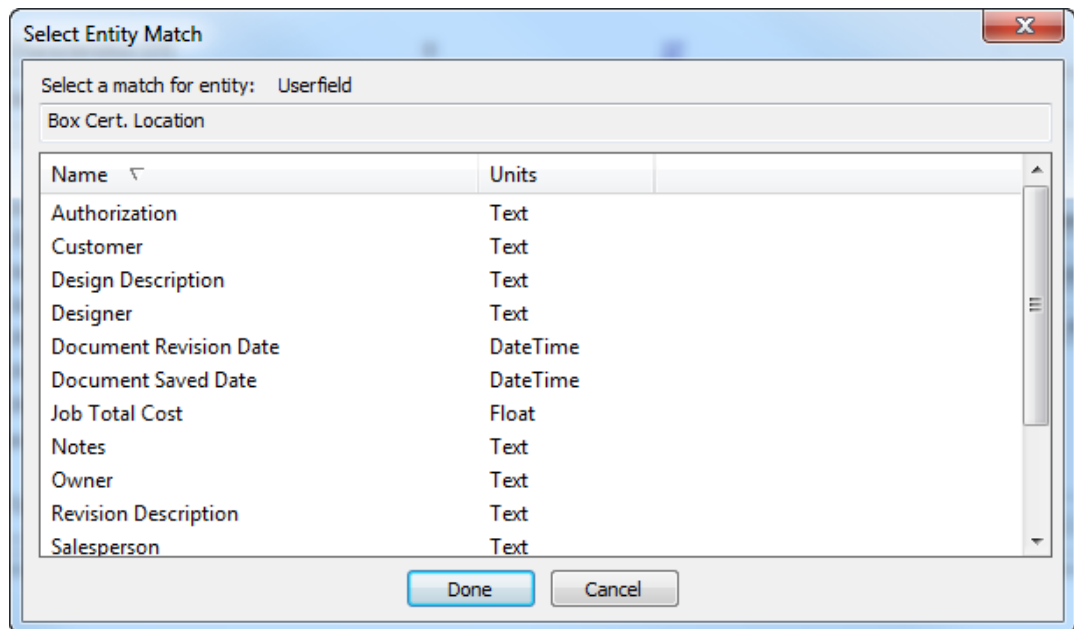 Select Entity Match
Select a match for entity: Userfield
Box Cert. Location
Name Units
Authorization Text
Customer Text
Design Description Text
Designer Text
Document Revision Date DateTime
Document Saved Date DateTime
Job Total Cost Float
Notes Text
Owner Text
Revision Description Text
Salesperson Text
Done Cancel